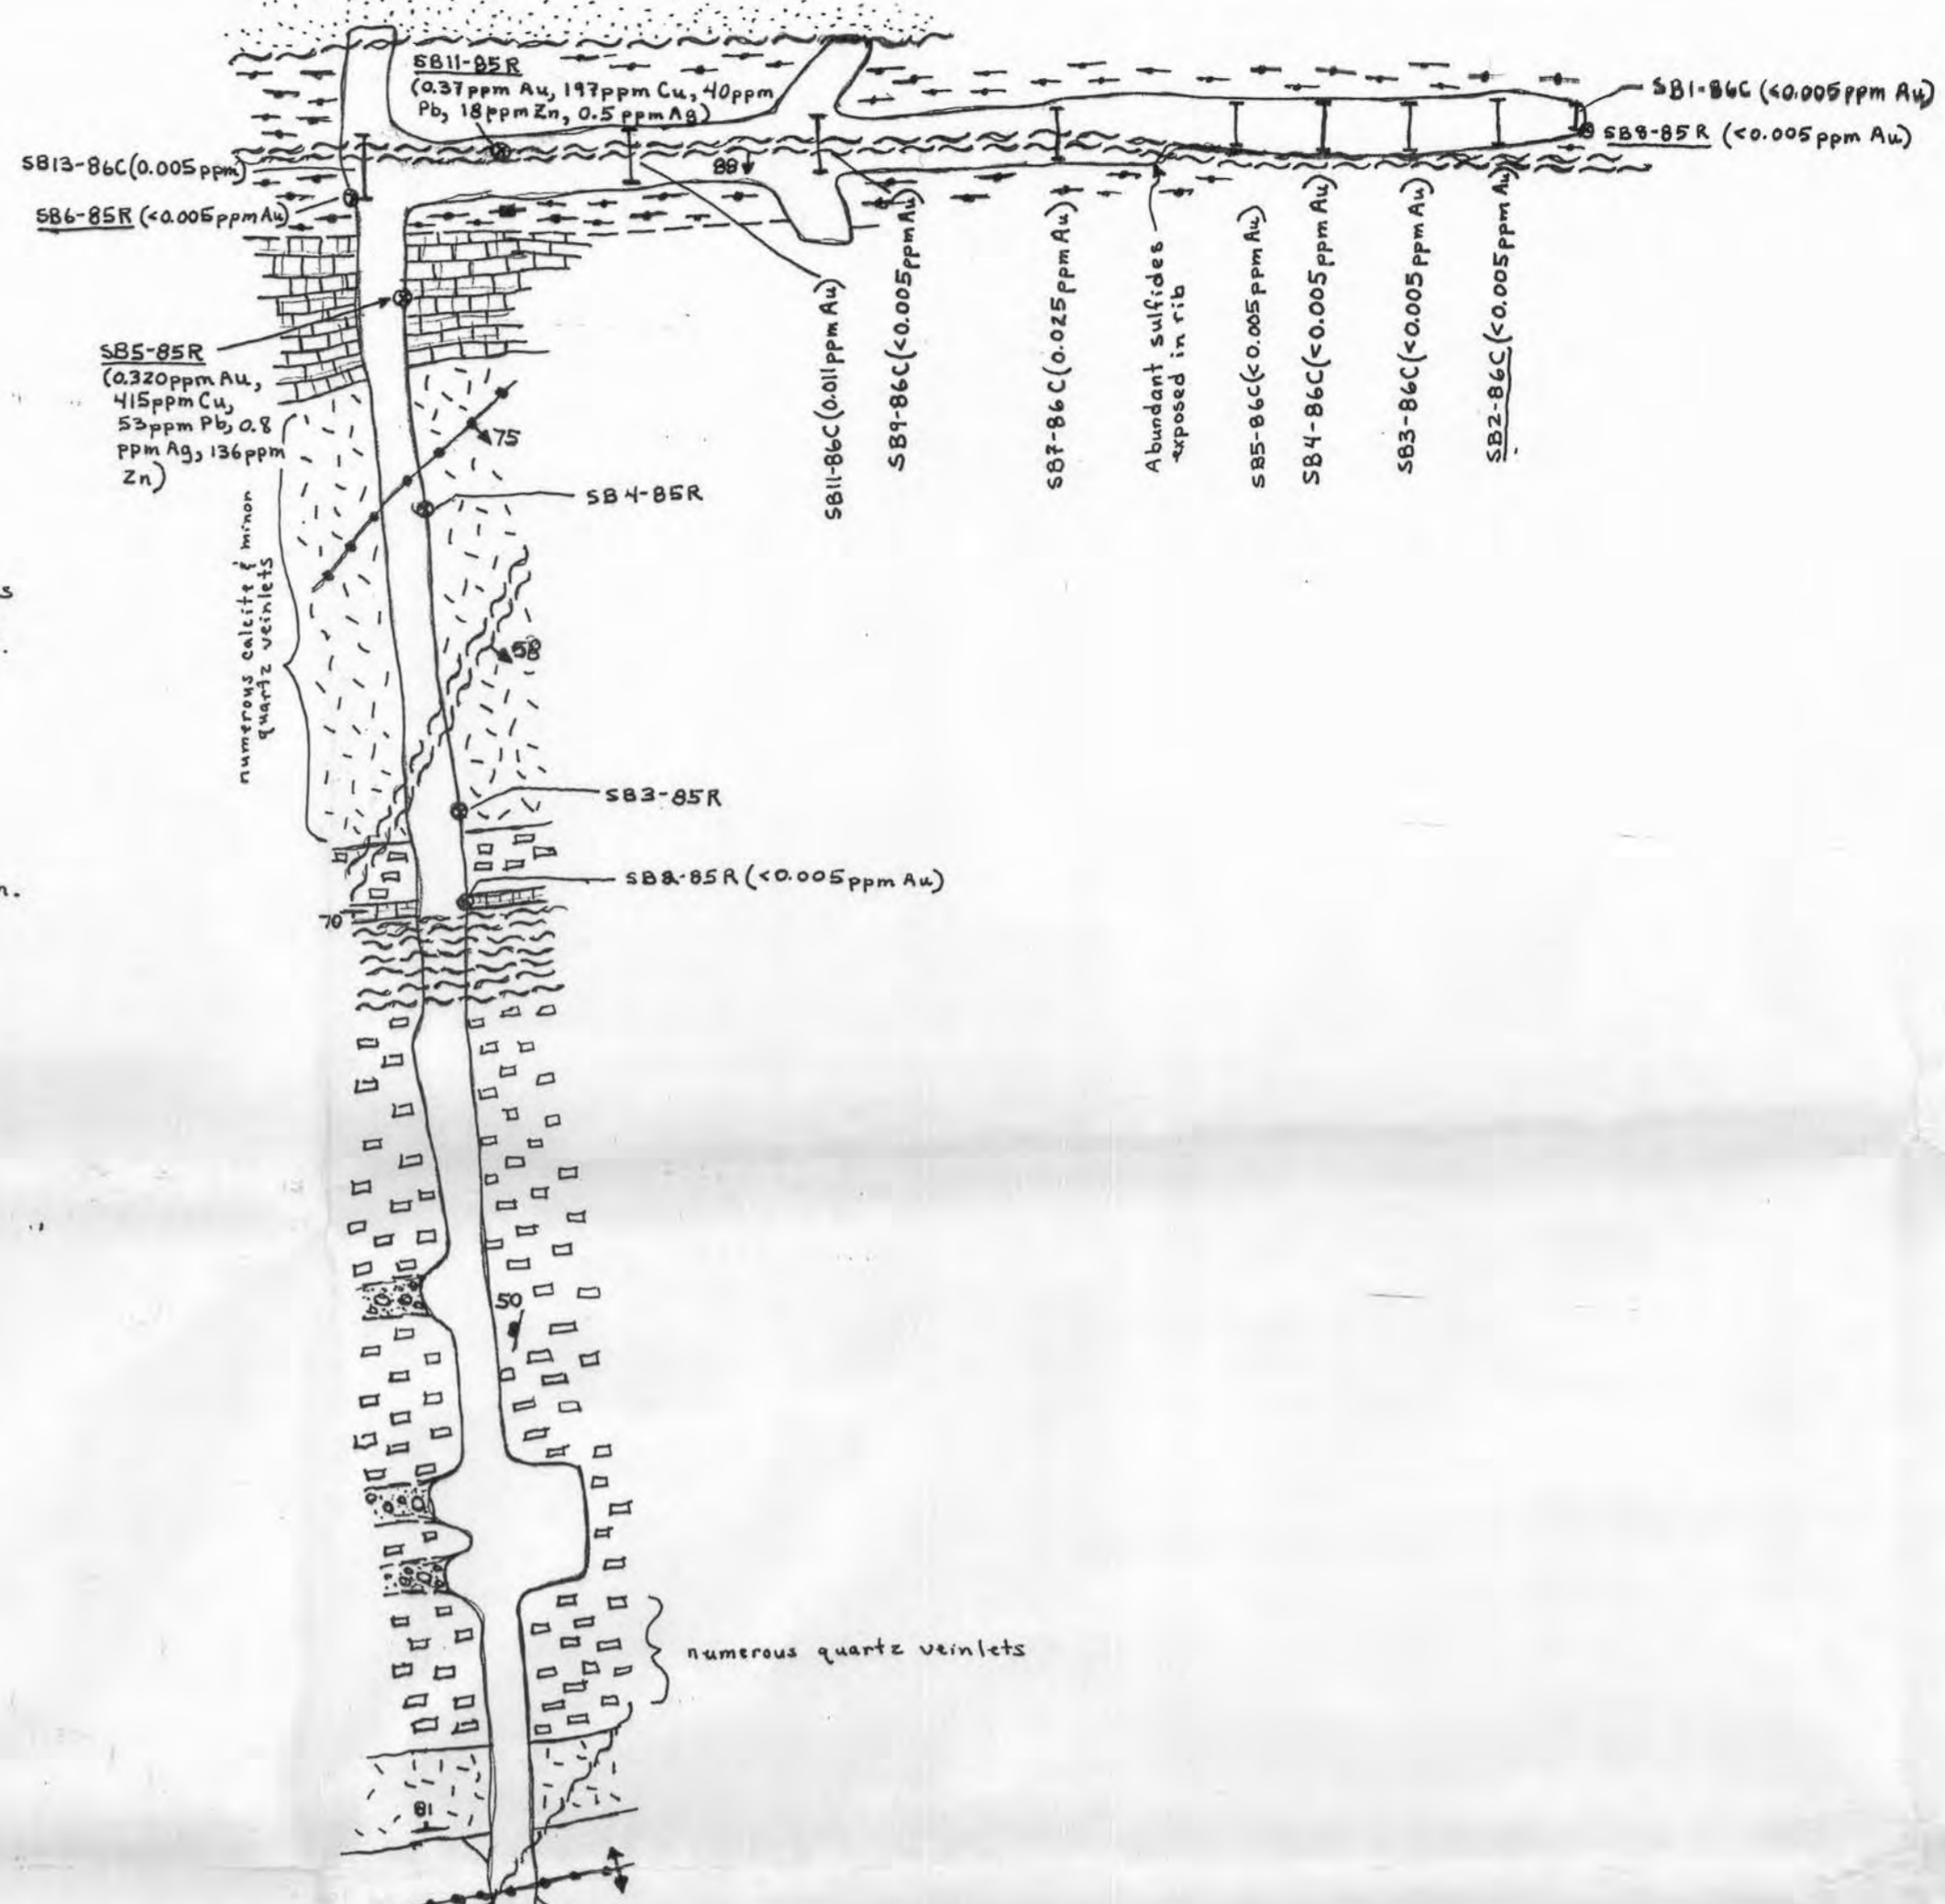 SB11-85R
(0.37ppm Au, 197ppm Cu, 40ppm
Pb, 18ppm Zn, 0.5 ppm Ag)
SB1-86C (<0.005ppm Au)
SB8-85R (<0.005ppm Au)
SB13-86C(0.005ppm)
SB6-85R (<0.005ppm Au)
88
SB11-86C(0.011ppm Au)
SB9-86C(<0.005ppm Au)
SB7-86C(0.025ppm Au)
Abundant sulfides
exposed in rib
SB5-86C(<0.005ppm Au)
SB4-86C(<0.005ppm Au)
SB3-86C(<0.005ppm Au)
SB2-86C(<0.005ppm Au)
SB5-85R
(0.320ppm Au,
415ppm Cu,
53ppm Pb, 0.8
ppm Ag, 136ppm
Zn)
75
SB4-85R
numerous calcite & minor
quartz veinlets
s
58
SB3-85R
SB2-85R (<0.005ppm Au)
n.
70
50
numerous quartz veinlets
81